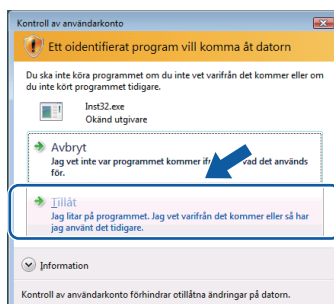 Kontroll av användarkonto
Ett oidentifierat program vill komma åt datorn
Du ska inte köra programmet om du inte vet varifrån det kommer eller om
du inte kört programmet tidigare.
Inst32.exe
Okänd utgivare
Avbryt
Jag vet inte var programmet kommer vad det används
för.
Tillåt
Jag litar på programmet. Jag vet varifrån det kommer eller så har
jag använt det tidigare.
Information
Kontroll av användarkonto förhindrar otillåtna ändringar på datorn.